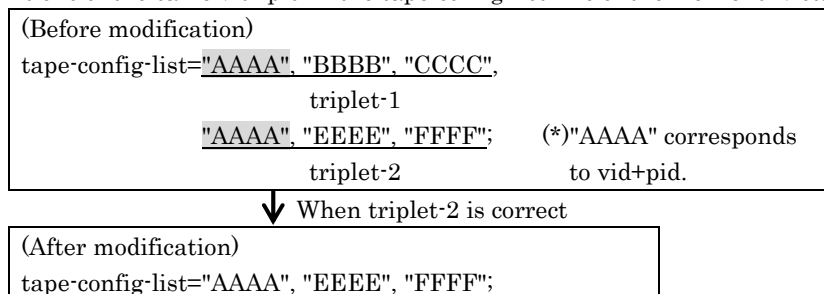 (Before modification)
tape-config-list="AAAA", "BBBB", "CCCC",
triplet-1
"AAAA", "EEEE", "FFFF"; (*)"AAAA" corresponds
triplet-2 to vid+pid.
When triplet-2 is correct
(After modification)
tape-config-list="AAAA", "EEEE", "FFFF";